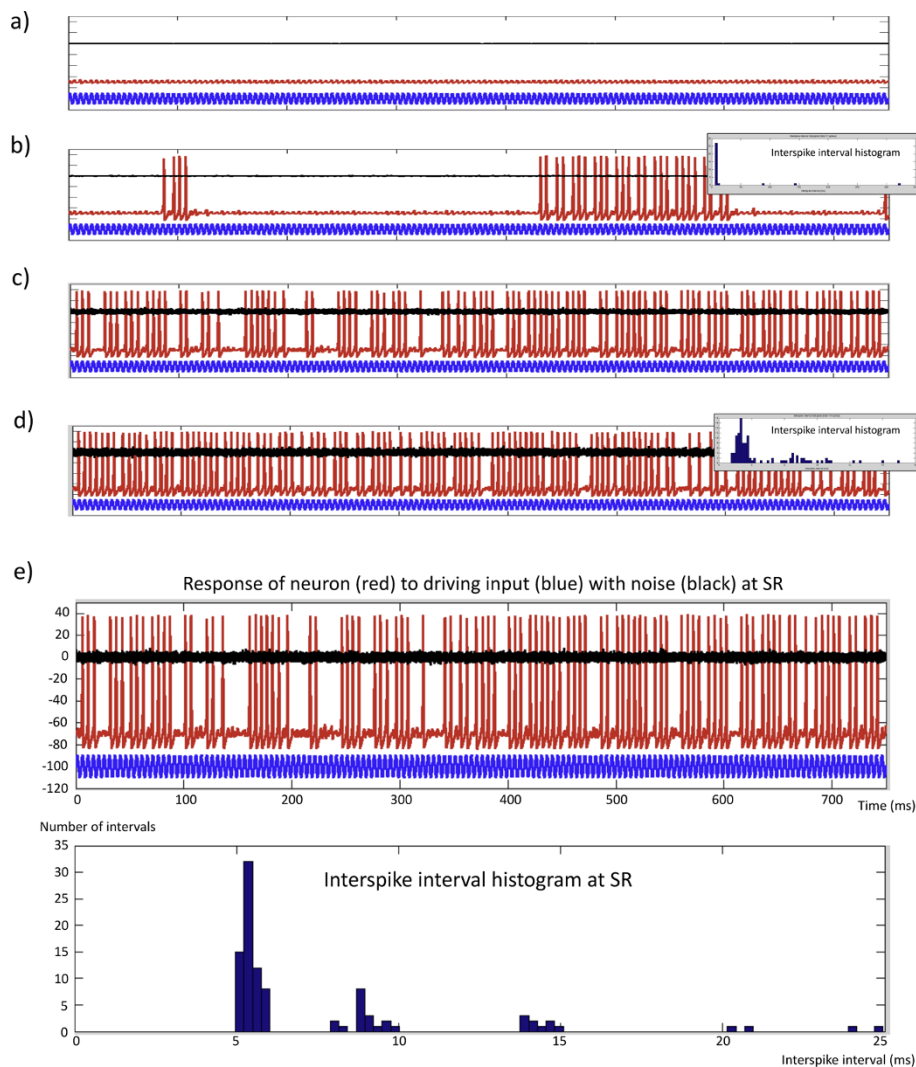 a)
b)
Interspike interval histogram
c)
d)
Interspike interval histogram
e)
Response of neuron (red) to driving input (blue) with noise (black) at SR
40
20
0
-20
-40
-60
-80
-100
-120
0 100 200 300 400 500 600 700 Time (ms)
Number of intervals
35
30
25
20
15
10
5
0
Interspike interval histogram at SR
0 5 10 15 20 25
Interspike interval (ms)